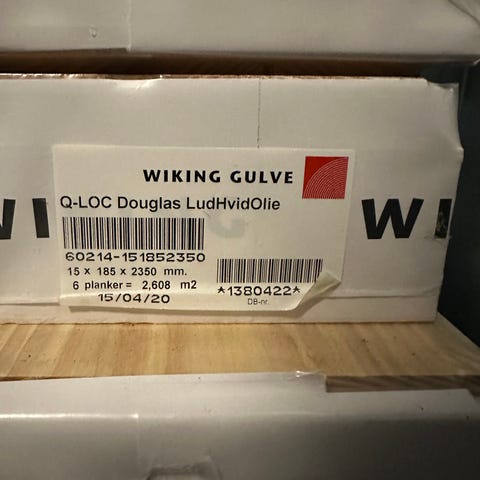 WIKING GULVE
Q-LOC Douglas LudHvidOlie
60214-151852350
15 x 185 x 2350 mm.
6 planker = 2,608 m2
*1380422*
15/04/20
DB-nr.
WI